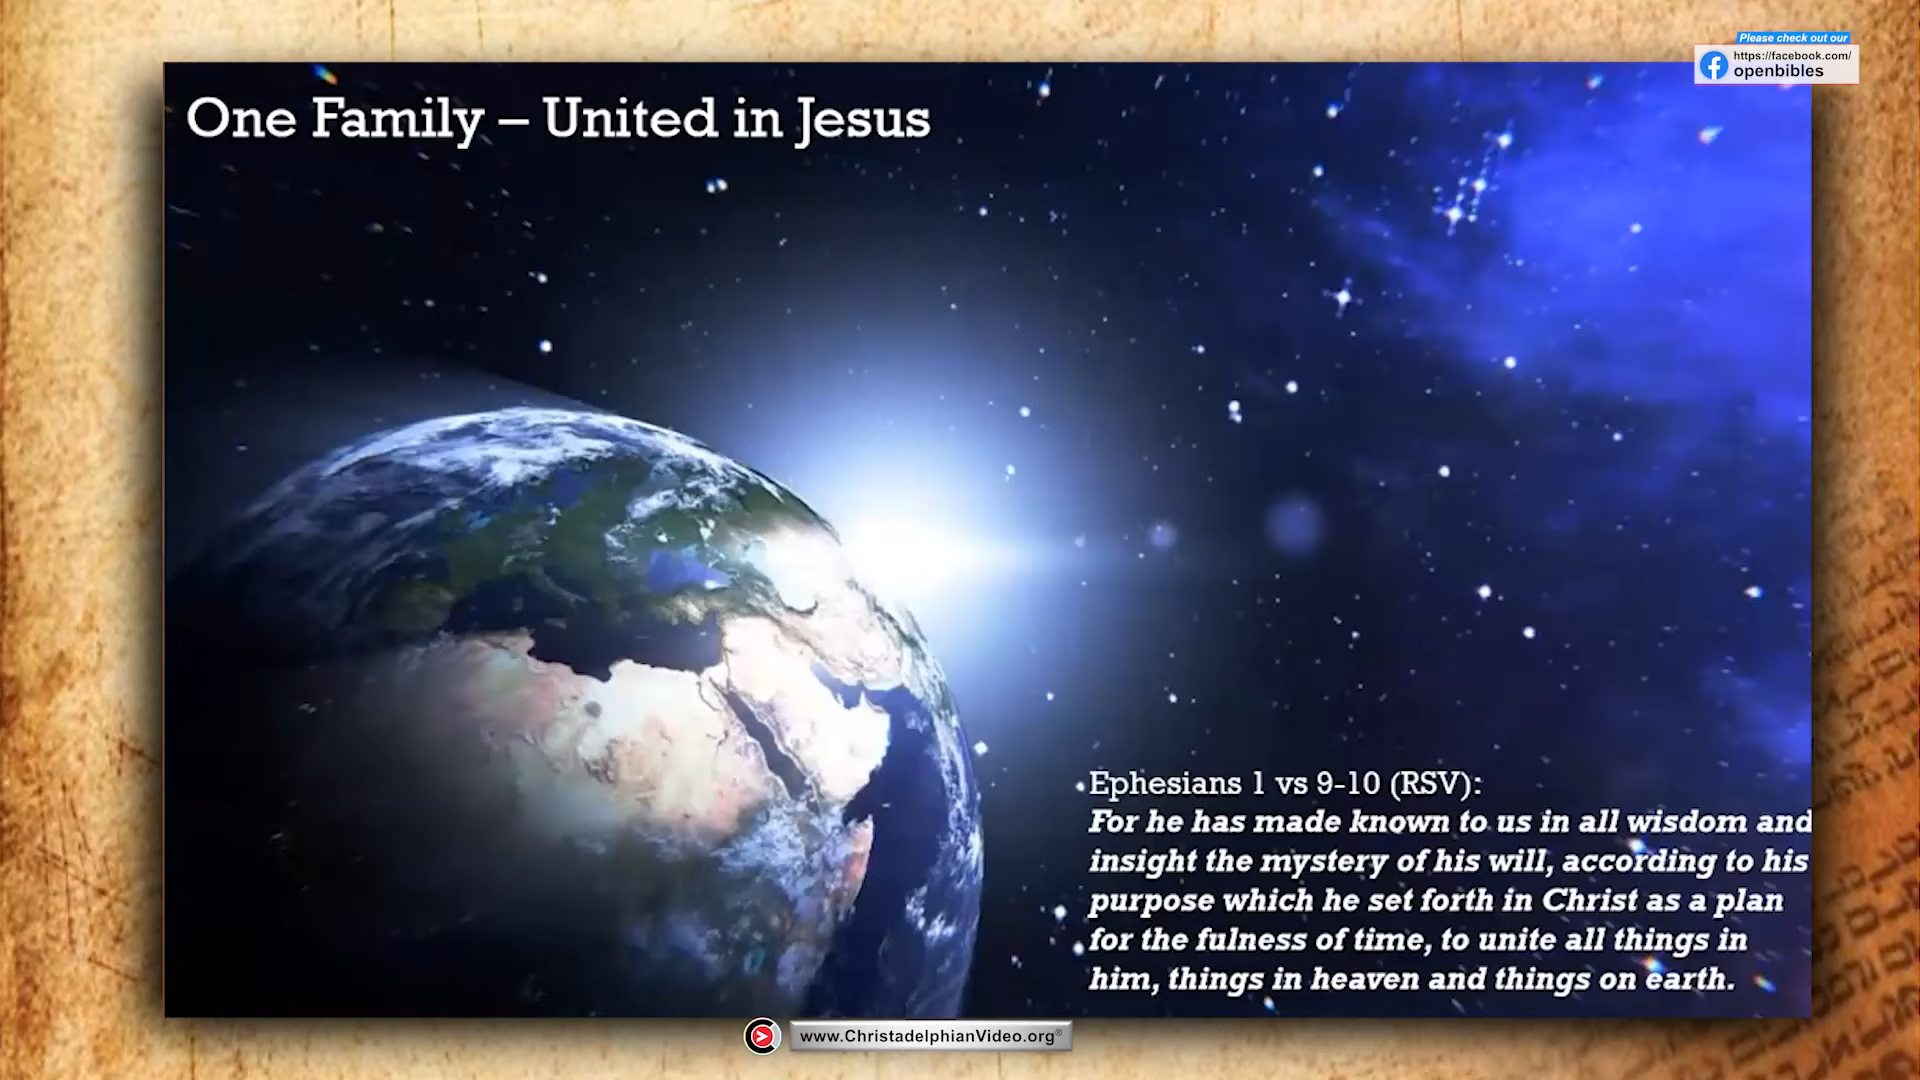 Please check out our
https://facebook.com/
openbibles
One Family – United in Jesus
Ephesians 1 vs 9-10 (RSV):
For he has made known to us in all wisdom and
insight the mystery of his will, according to his
purpose which he set forth in Christ as a plan
for the fulness of time, to unite all things in
him, things in heaven and things on earth.
www.ChristadelphianVideo.org®